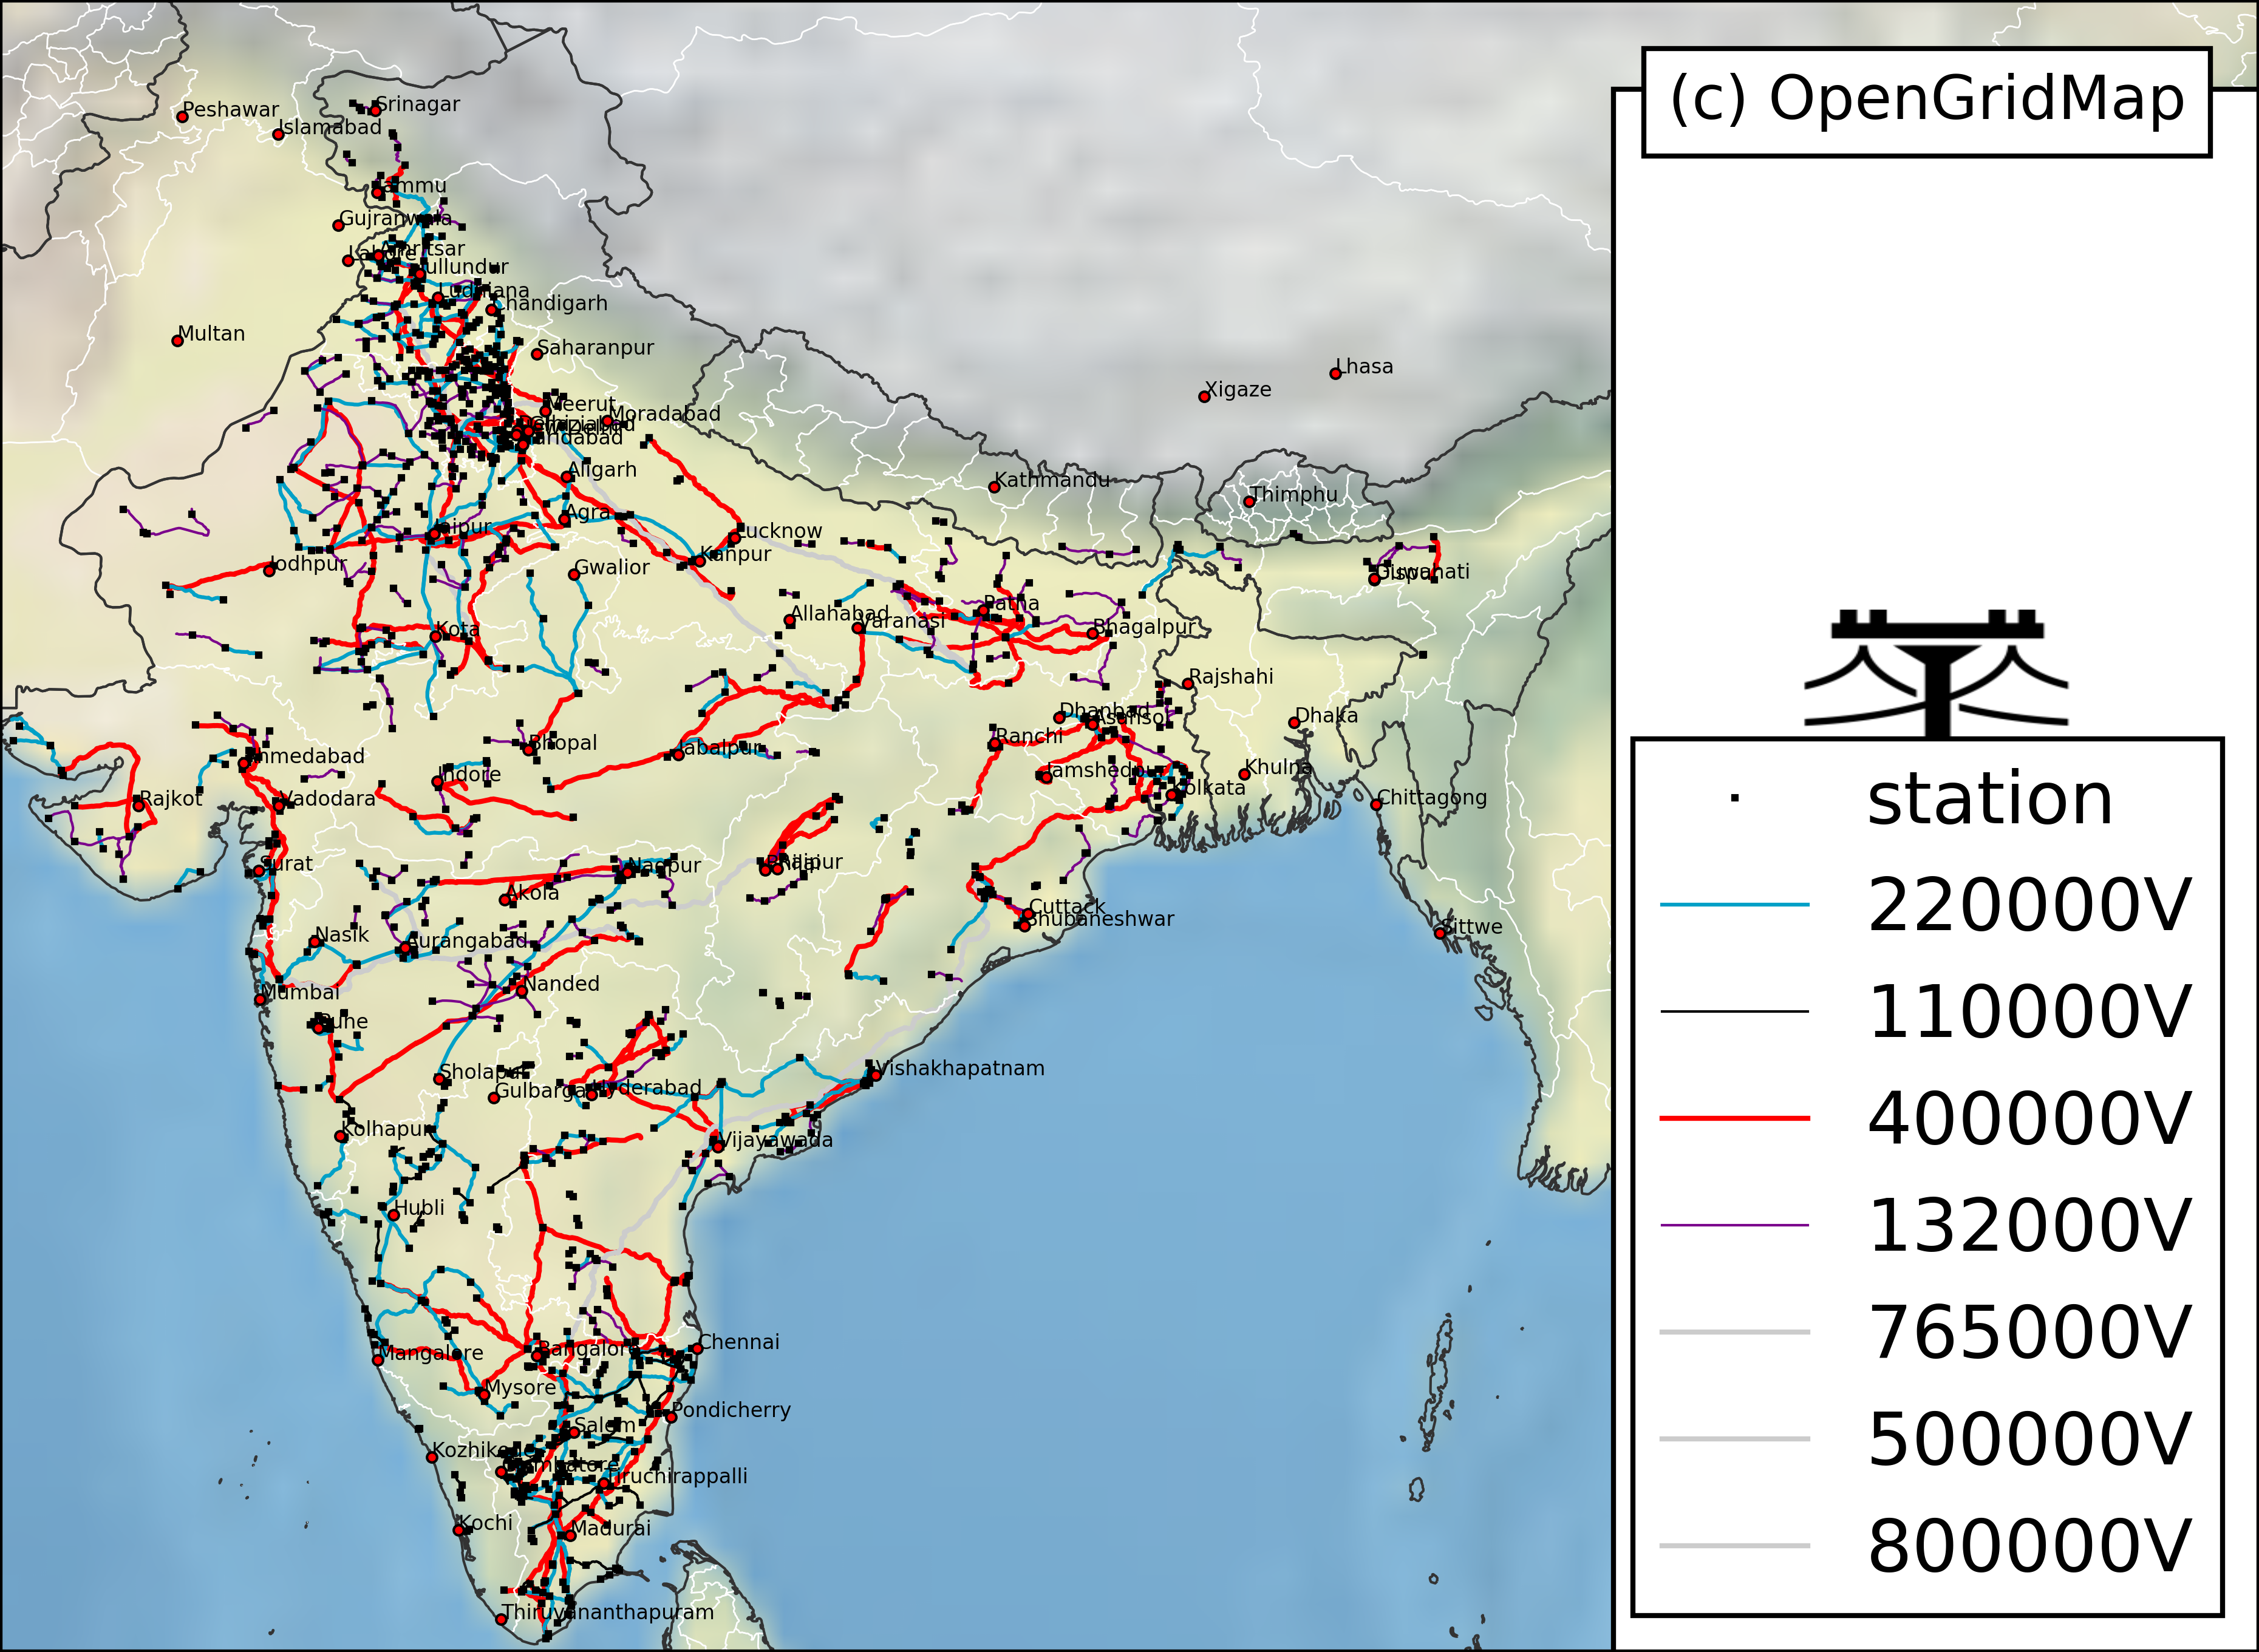 (c) OpenGridMap
Srinagar
Peshawar
Islamabad
Jammu
Gujranwala
Amritsar
Lahore
Jullundur
Ludhiana
Chandigarh
Multan
Saharanpur
Lhasa
Xigaze
Meerut
Moradabad
Aligarh
Kathmandu
Thimphu
Agra
Jaipur
Lucknow
Kanpur
Jodhpur
Gwalior
Guwahati
Patna
Allahabad
Varanasi
Kota
Bhagalpur
Rajshahi
Dhanbad
Asansol
Dhaka
Ranchi
Bhopal
Jabalpur
Ahmedabad
Indore
Jamshedpur
Khulna
Kolkata
Rajkot
Vadodara
Chittagong
Surat
Nagpur
Bhilai
Raipur
Akola
Cuttack
Bhubaneshwar
Sittwe
Nasik
Aurangabad
Nanded
Mumbai
Pune
Sholapur
Vishakhapatnam
Gulbarga
Hyderabad
Kolhapur
Vijayawada
Hubli
Chennai
Bangalore
Mangalore
Mysore
Pondicherry
Salem
Kozhikode
Coimbatore
Tiruchirappalli
Kochi
Madurai
Thiruvananthapuram
station
220000V
110000V
400000V
132000V
765000V
500000V
800000V